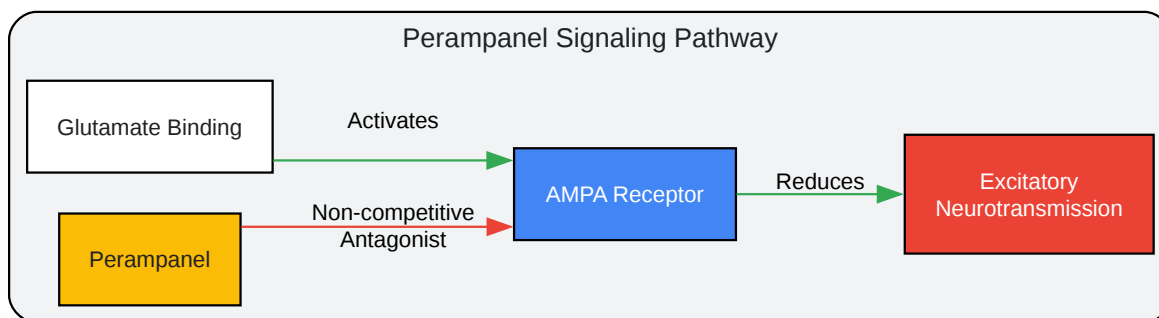 Perampanel Signaling Pathway
Glutamate Binding
Activates
AMPA Receptor
Reduces
Excitatory
Neurotransmission
Non-competitive
Antagonist
Perampanel